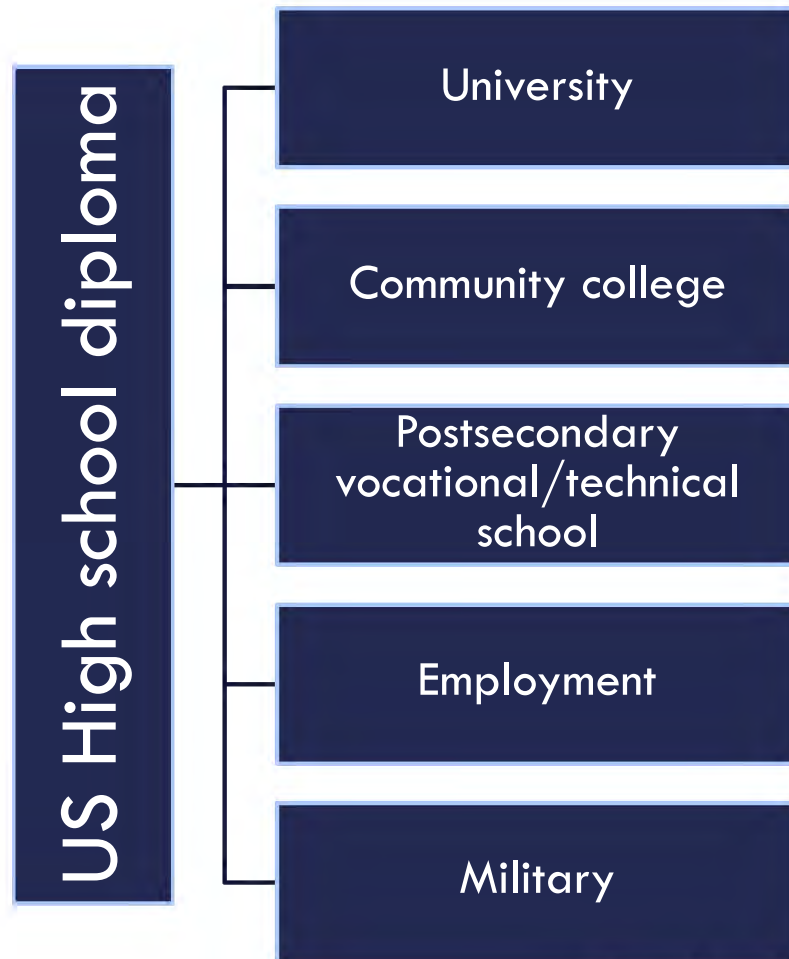 US High school diploma
University
Community college
Postsecondary
vocational/technical
school
Employment
Military